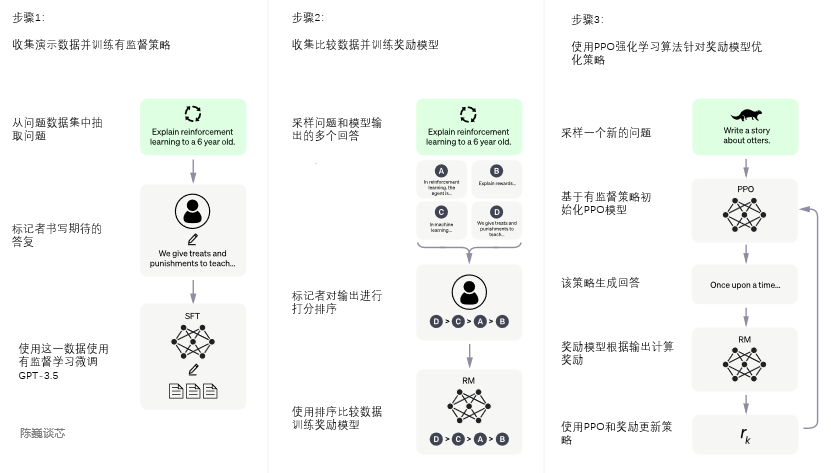 步骤1:
收集演示数据并训练有监督策略
从问题数据集中抽
取问题
Explain reinforcement
learning to a 6 year old.
标记者书写期待的
答复
We give treats and
punishments to teach...
SFT
使用这一数据使用
有监督学习微调
GPT-3.5
陈巍谈芯
步骤2:
收集比较数据并训练奖励模型
采样问题和模型输
出的多个回答
Explain reinforcement
learning to a 6 year old.
A
In reinforcement
learning, the
agent is...
B
Explain rewards...
C
In machine
learning...
D
We give treats and
punishments to
teach...
标记者对输出进行
打分排序
D > C > A > B
RM
使用排序比较数据
训练奖励模型
D > C > A > B
步骤3:
使用PPO强化学习算法针对奖励模型优
化策略
采样一个新的问题
Write a story
about otters.
基于有监督策略初
始化PPO模型
PPO
该策略生成回答
Once upon a time...
奖励模型根据输出计算
奖励
RM
使用PPO和奖励更新策
略
rk